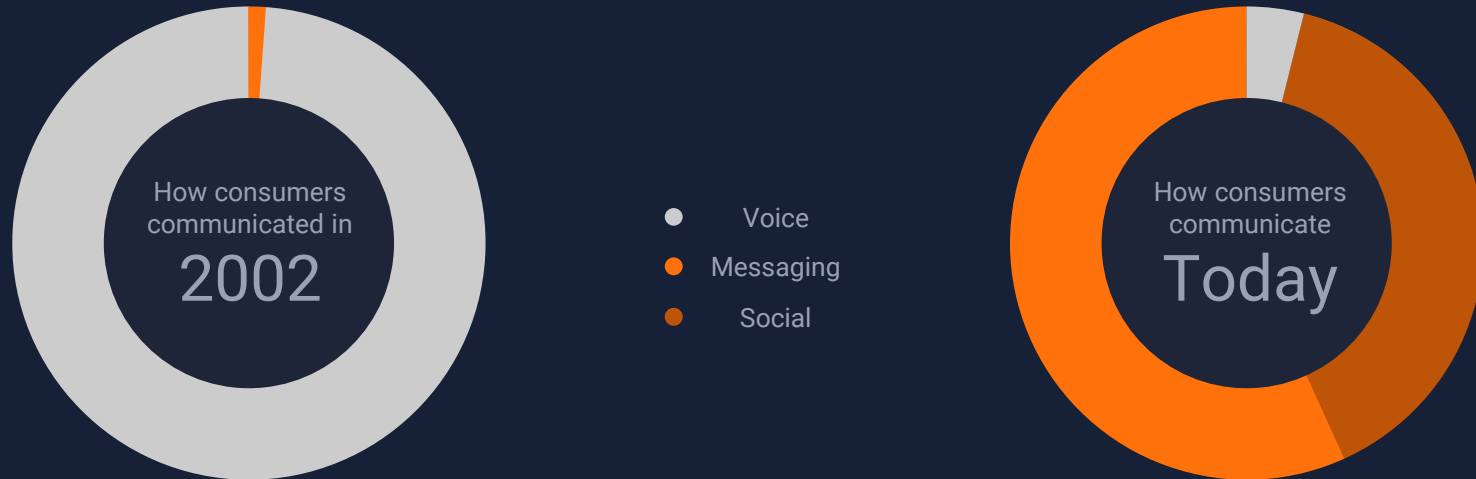 How consumers
communicated in
2002
Voice
Messaging
Social
How consumers
communicate
Today